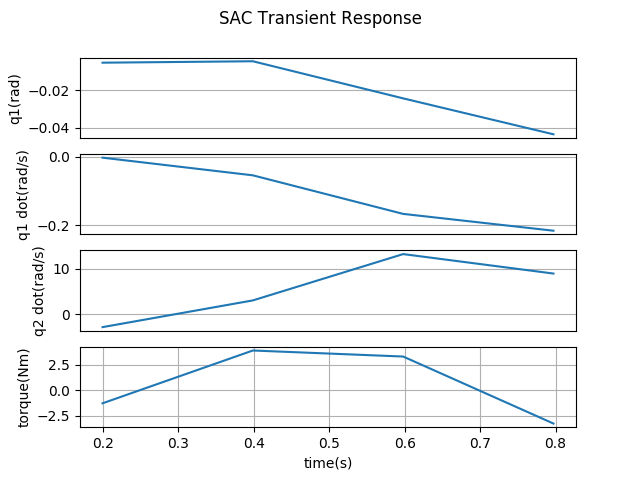 SAC Transient Response
q1(rad)
−0.02
−0.04
q1 dot(rad/s)
0.0
−0.2
q2 dot(rad/s)
10
0
torque(Nm)
2.5
0.0
−2.5
0.2 0.3 0.4 0.5 0.6 0.7 0.8
time(s)